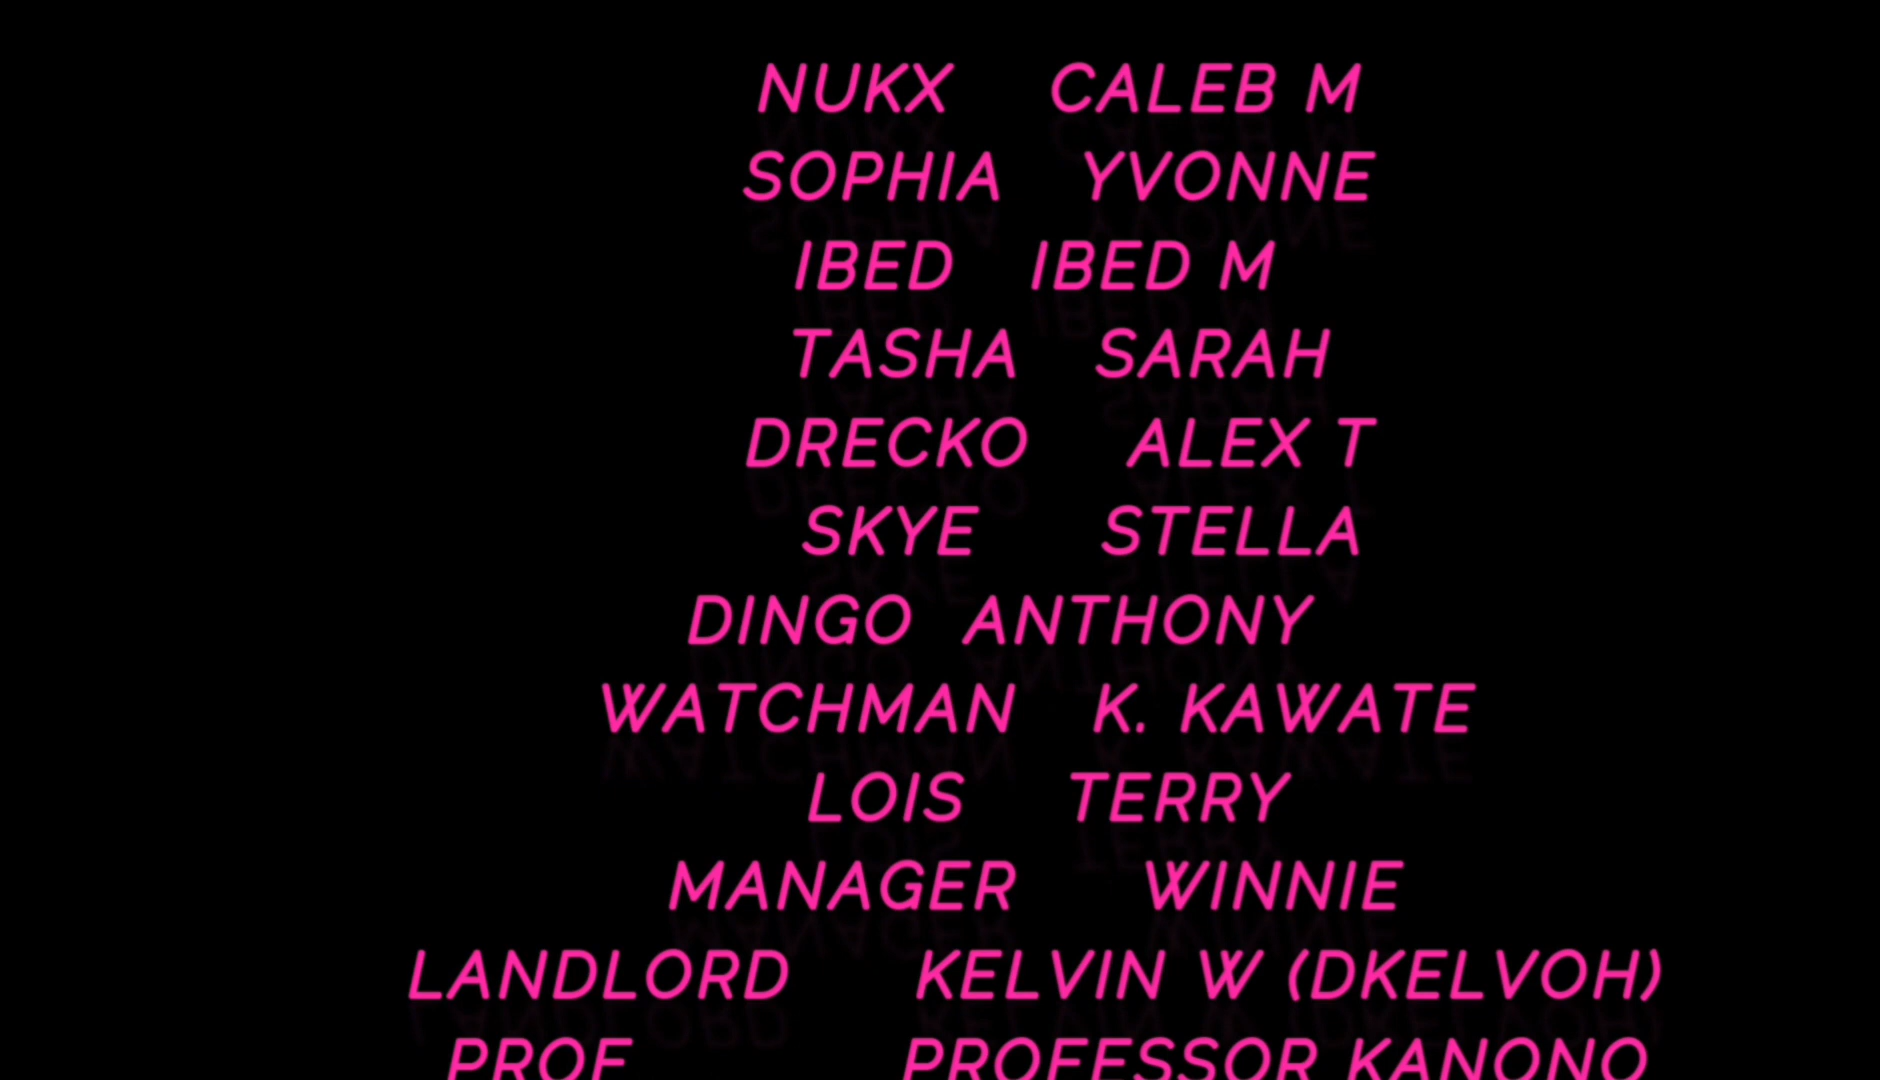 NUKX CALEB M
SOPHIA YVONNE
IBED IBED M
TASHA SARAH
DRECKO ALEX T
SKYE STELLA
DINGO ANTHONY
WATCHMAN K. KAWATE
LOIS TERRY
MANAGER WINNIE
LANDLORD KELVIN W (DKELVOH)
PROF PROFESSOR KANONO